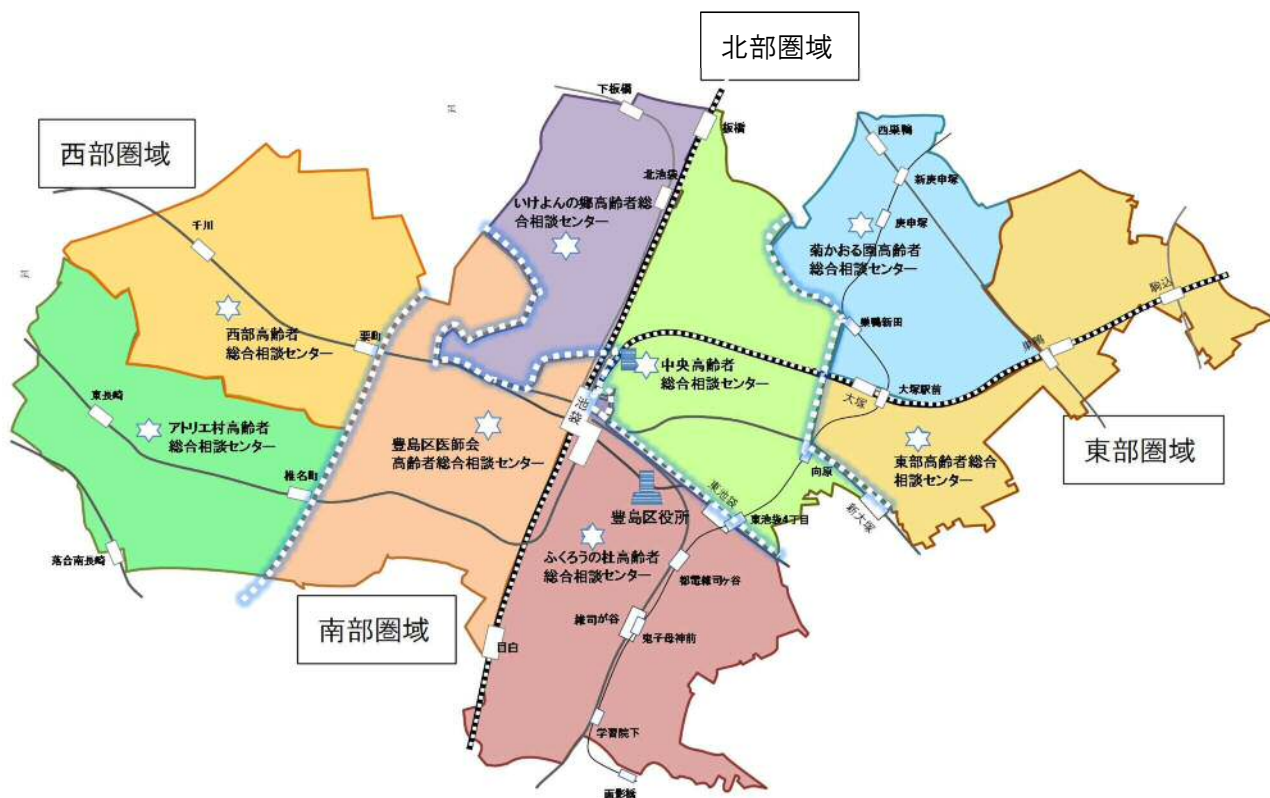 北部圏域
西部圏域
下板橋
板橋
北池袋
西巣鴨
新庚申塚
庚申塚
いけよんの郷高齢者総
合相談センター
菊かおる園高齢者
総合相談センター
千川
駒込
巣鴨新田
西部高齢者
総合相談センター
要町
中央高齢者
総合相談センター
巣鴨
大塚駅前
大塚
東長崎
アトリエ村高齢者
総合相談センター
豊島区医師会
高齢者総合相談センター
池袋
東部高齢者総合
相談センター
東部圏域
向原
椎名町
東池袋
東池袋4丁目
新大塚
豊島区役所
落合南長崎
ふくろうの杜高齢者
総合相談センター
都電雑司ヶ谷
南部圏域
雑司が谷
鬼子母神前
目白
学習院下
面影橋